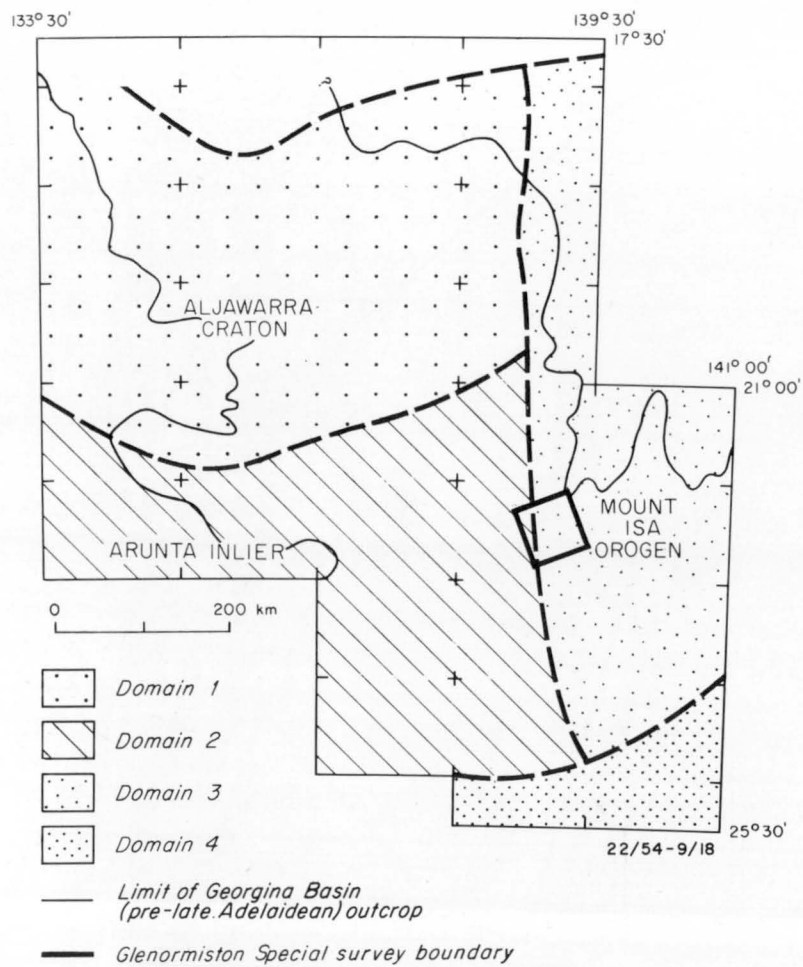 133°30'
139°30'
17°30'
ALJAWARRA
CRATON
141°00'
21°00'
MOUNT
ISA
OROGEN
ARUNTA INLIER
0 200 km
Domain 1
Domain 2
Domain 3
Domain 4
25°30'
22/54-9/18
Limit of Georgina Basin
(pre-late Adelaidean) outcrop
Glenormiston Special survey boundary